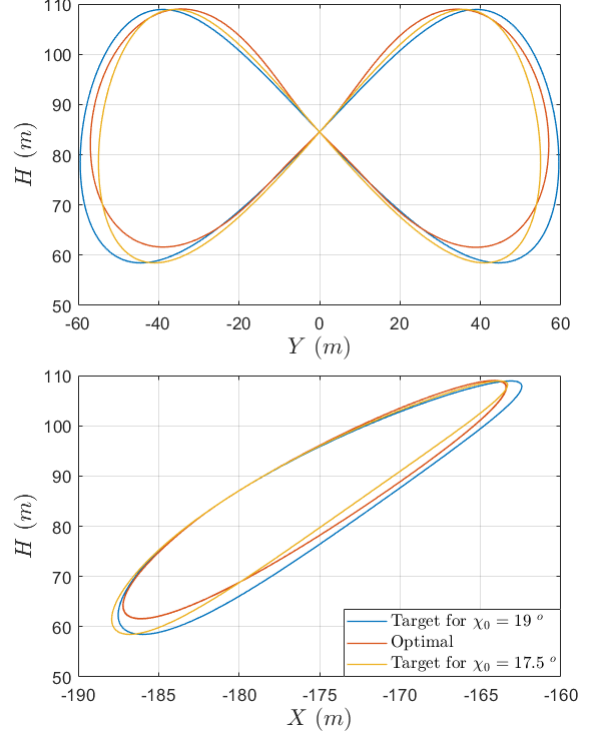 110
100
90
80
70
60
50
H (m)
-60 -40 -20 0 20 40 60
Y (m)
110
100
90
80
70
60
50
H (m)
Target for χ₀ = 19 °
Optimal
Target for χ₀ = 17.5 °
-190 -185 -180 -175 -170 -165 -160
X (m)